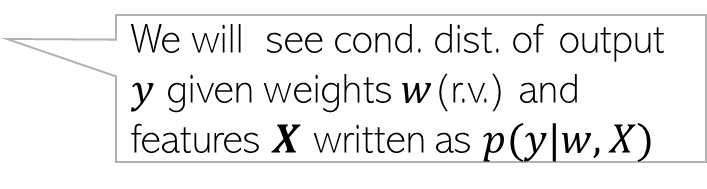 We will see cond. dist. of output
y given weights w (r.v.) and
features X written as p(y|w, X)